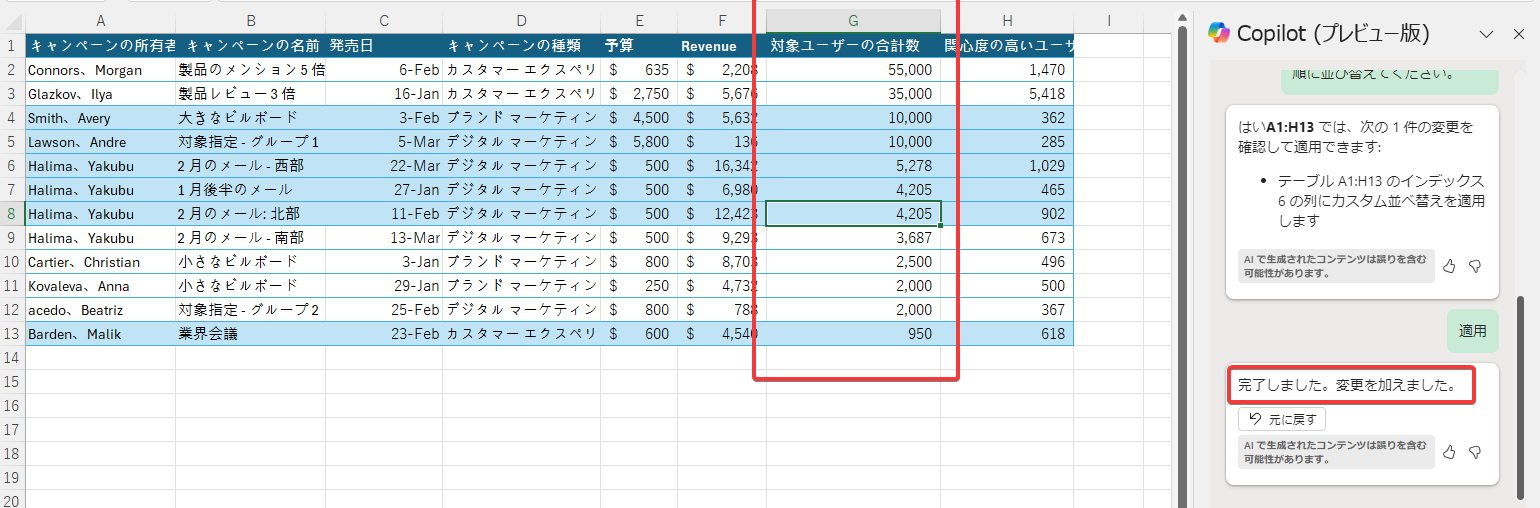 A B C D E F G H I
1 キャンペーンの所有者 キャンペーンの名前 発売日 キャンペーンの種類 予算 Revenue 対象ユーザーの合計数 関心度の高いユーザ
2 Connors、Morgan 製品のメンション 5 倍 6-Feb カスタマー エクスペリ $ 635 $ 2,208 55,000 1,470
3 Glazkov、Ilya 製品レビュー 3 倍 16-Jan カスタマー エクスペリ $ 2,750 $ 5,676 35,000 5,418
4 Smith、Avery 大きなビルボード 3-Feb ブランド マーケティン $ 4,500 $ 5,632 10,000 362
5 Lawson、Andre 対象指定 - グループ 1 5-Mar デジタル マーケティン $ 5,800 $ 136 10,000 285
6 Halima、Yakubu 2 月のメール - 西部 22-Mar デジタル マーケティン $ 500 $ 16,342 5,278 1,029
7 Halima、Yakubu 1 月後半のメール 27-Jan デジタル マーケティン $ 500 $ 6,980 4,205 465
8 Halima、Yakubu 2 月のメール: 北部 11-Feb デジタル マーケティン $ 500 $ 12,423 4,205 902
9 Halima、Yakubu 2 月のメール - 南部 13-Mar デジタル マーケティン $ 500 $ 9,293 3,687 673
10 Cartier、Christian 小さなビルボード 3-Jan ブランド マーケティン $ 800 $ 8,703 2,500 496
11 Kovaleva、Anna 小さなビルボード 29-Jan ブランド マーケティン $ 250 $ 4,732 2,000 500
12 acedo、Beatriz 対象指定 - グループ 2 25-Feb デジタル マーケティン $ 800 $ 788 2,000 367
13 Barden、Malik 業界会議 23-Feb カスタマー エクスペリ $ 600 $ 4,540 950 618
14
15
16
17
18
19
20
Copilot (プレビュー版)
順に並び替えてください。
はいA1:H13 では、次の 1 件の変更を
確認して適用できます:
• テーブル A1:H13 のインデックス
6 の列にカスタム並べ替えを適用
します
AI で生成されたコンテンツは誤りを含む
可能性があります。
適用
完了しました。変更を加えました。
元に戻す
AI で生成されたコンテンツは誤りを含む
可能性があります。